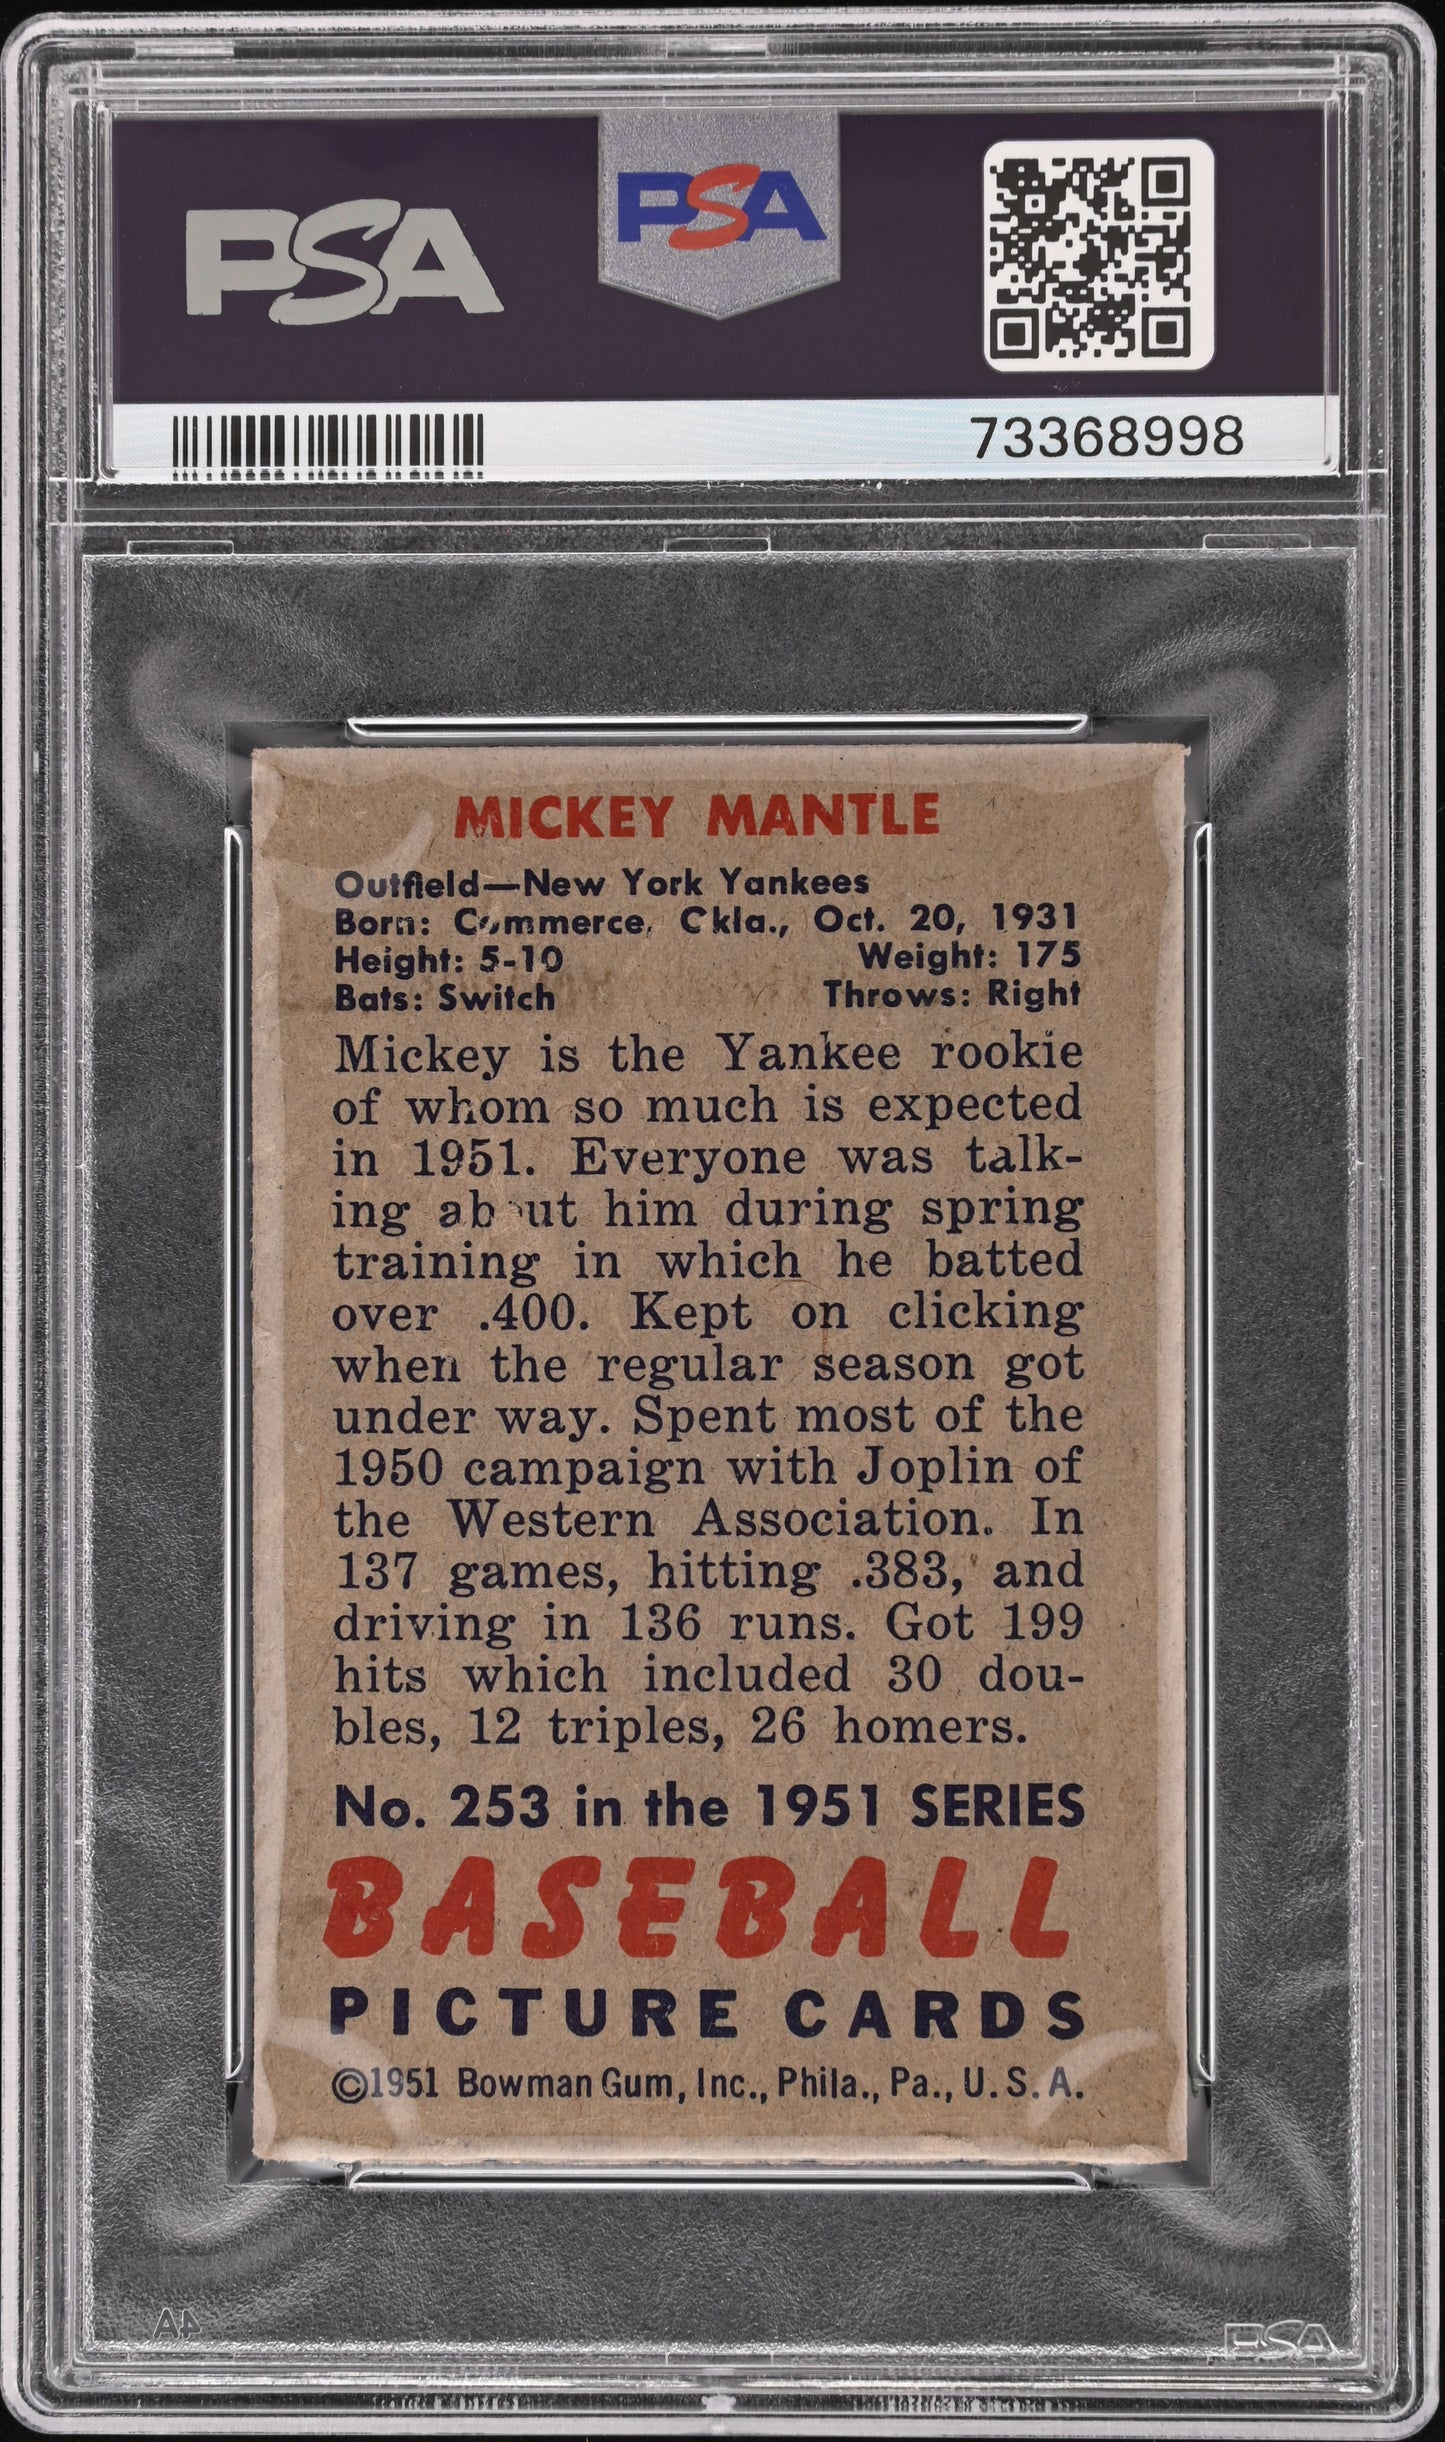 PSA
PSA
73368998
MICKEY MANTLE
Outfield—New York Yankees
Born: Commerce, Okla., Oct. 20, 1931
Height: 5-10 Weight: 175
Bats: Switch Throws: Right
Mickey is the Yankee rookie
of whom so much is expected
in 1951. Everyone was talk-
ing about him during spring
training in which he batted
over .400. Kept on clicking
when the regular season got
under way. Spent most of the
1950 campaign with Joplin of
the Western Association. In
137 games, hitting .383, and
driving in 136 runs. Got 199
hits which included 30 dou-
bles, 12 triples, 26 homers.
No. 253 in the 1951 SERIES
BASEBALL
PICTURE CARDS
©1951 Bowman Gum, Inc., Phila., Pa., U.S.A.
PSA